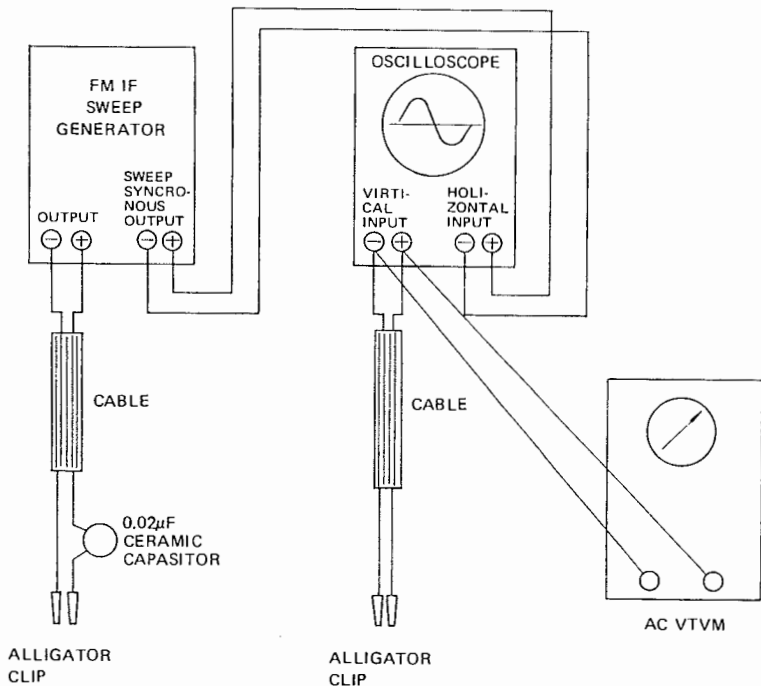 FM IF
SWEEP
GENERATOR
OUTPUT
SWEEP
SYNCRO-
NOUS
OUTPUT
− + − +
OSCILLOSCOPE
VIRTI-
CAL
INPUT
HOLI-
ZONTAL
INPUT
− + − +
CABLE
CABLE
0.02μF
CERAMIC
CAPASITOR
ALLIGATOR
CLIP
ALLIGATOR
CLIP
AC VTVM